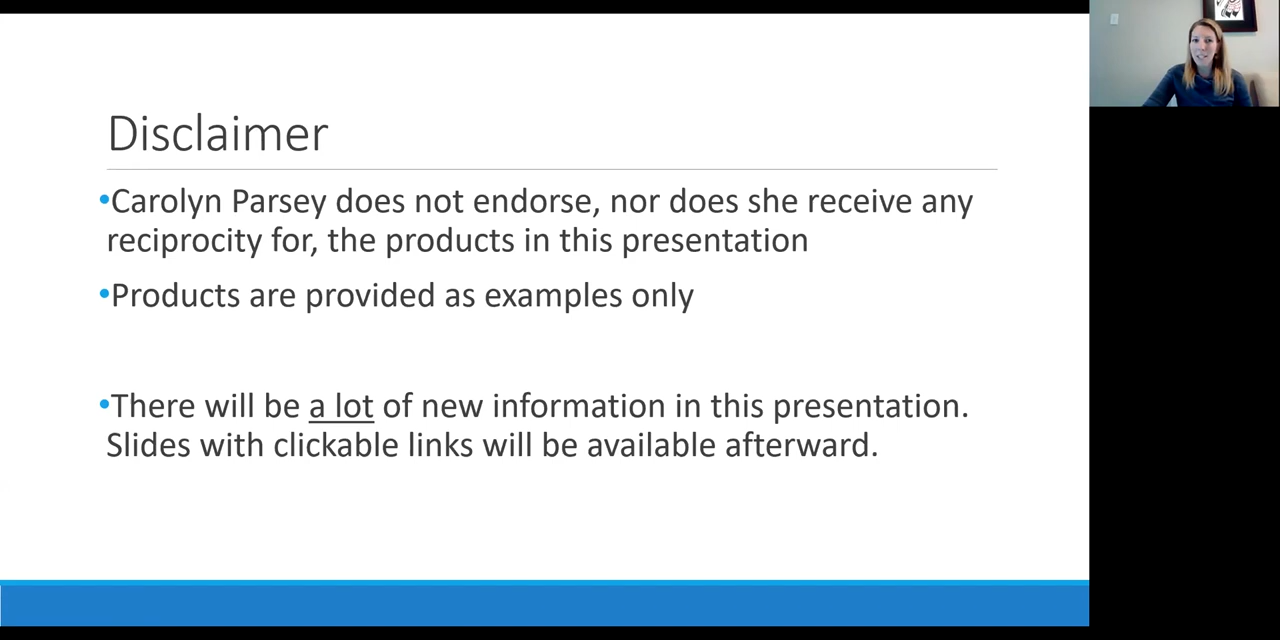 Disclaimer
•Carolyn Parsey does not endorse, nor does she receive any
reciprocity for, the products in this presentation
•Products are provided as examples only
•There will be a lot of new information in this presentation.
Slides with clickable links will be available afterward.